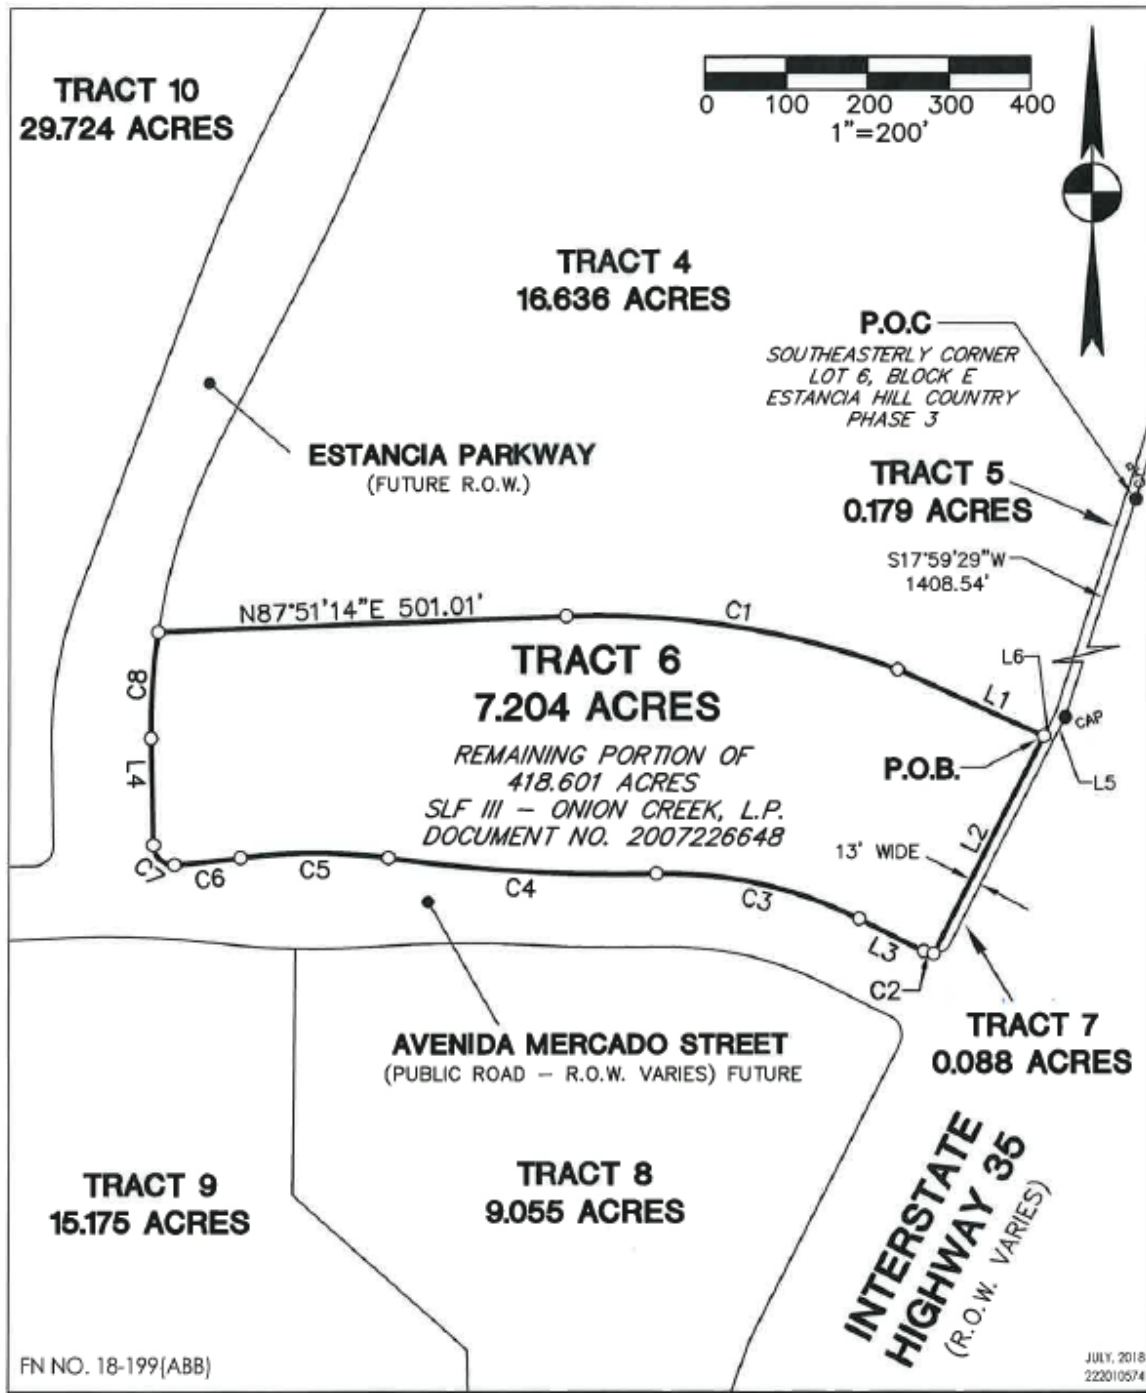 TRACT 10
29.724 ACRES
0 100 200 300 400
1"=200'
TRACT 4
16.636 ACRES
P.O.C
SOUTHEASTERLY CORNER
LOT 6, BLOCK E
ESTANCIA HILL COUNTRY
PHASE 3
ESTANCIA PARKWAY
(FUTURE R.O.W.)
TRACT 5
0.179 ACRES
S17°59'29"W
1408.54'
N87°51'14"E 501.01'
C1
L6
C8
TRACT 6
7.204 ACRES
L1
CAP
REMAINING PORTION OF
418.601 ACRES
SLF III – ONION CREEK, L.P.
DOCUMENT NO. 2007226648
P.O.B.
L5
L4
L2
13' WIDE
C7
C6
C5
C4
C3
L3
C2
AVENIDA MERCADO STREET
(PUBLIC ROAD – R.O.W. VARIES) FUTURE
TRACT 7
0.088 ACRES
TRACT 9
15.175 ACRES
TRACT 8
9.055 ACRES
INTERSTATE
HIGHWAY 35
(R.O.W. VARIES)
FN NO. 18-199(ABB)
JULY, 2018
222010574